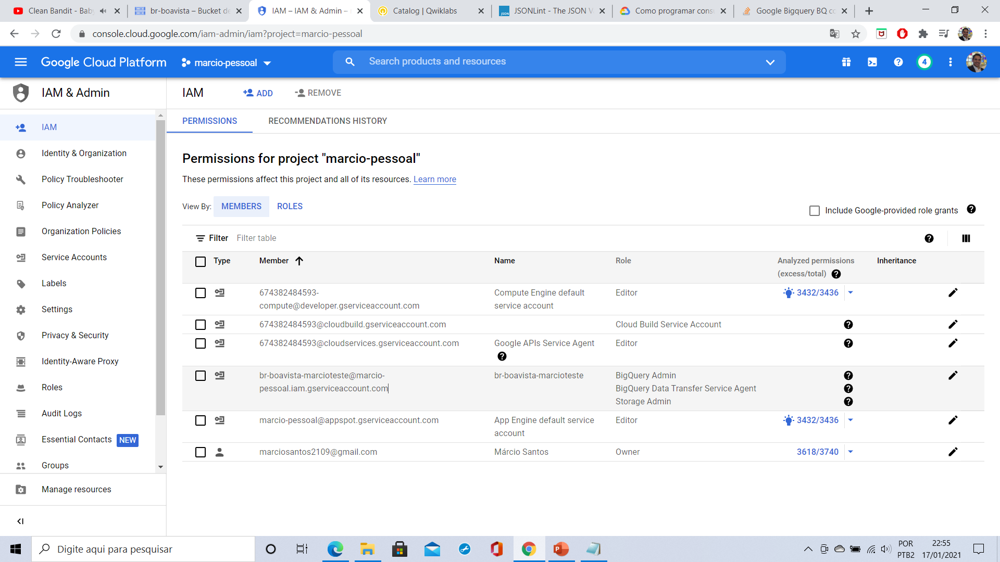 Clean Bandit - Bab
br-boavista – Bucket de
IAM – IAM & Admin –
Catalog | Qwiklabs
JSONLint - The JSON V
Como programar cons
Google Bigquery BQ co
console.cloud.google.com/iam-admin/iam?project=marcio-pessoal
Google Cloud Platform
marcio-pessoal
Search products and resources
4
IAM & Admin
IAM
ADD
REMOVE
PERMISSIONS
RECOMMENDATIONS HISTORY
IAM
Identity & Organization
Policy Troubleshooter
Policy Analyzer
Organization Policies
Service Accounts
Labels
Settings
Privacy & Security
Identity-Aware Proxy
Roles
Audit Logs
Essential Contacts NEW
Groups
Manage resources
Permissions for project "marcio-pessoal"
These permissions affect this project and all of its resources. Learn more
View By: MEMBERS ROLES
Include Google-provided role grants
Filter Filter table
Type Member Name Role Analyzed permissions (excess/total) Inheritance
674382484593-
compute@developer.gserviceaccount.com
Compute Engine default
service account
Editor
3432/3436
674382484593@cloudbuild.gserviceaccount.com
Cloud Build Service Account
674382484593@cloudservices.gserviceaccount.com
Google APIs Service Agent
Editor
br-boavista-marcioteste@marcio-
pessoal.iam.gserviceaccount.com
br-boavista-marcioteste
BigQuery Admin
BigQuery Data Transfer Service Agent
Storage Admin
marcio-pessoal@appspot.gserviceaccount.com
App Engine default service
account
Editor
3432/3436
marciosantos2109@gmail.com
Márcio Santos
Owner
3618/3740
Digite aqui para pesquisar
POR
PTB2
22:55
17/01/2021